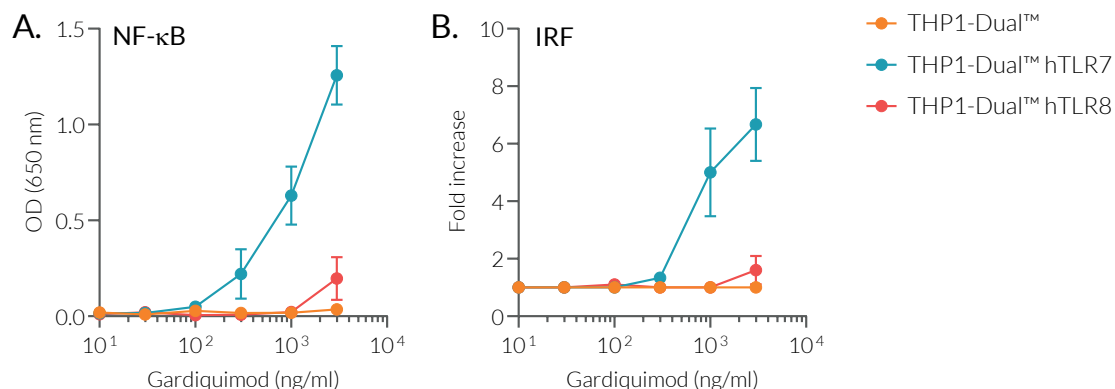 A.
NF-κB
1.5
1.0
0.5
0.0
OD (650 nm)
10¹ 10² 10³ 10⁴
Gardiquimod (ng/ml)
B.
IRF
10
8
6
4
2
0
Fold increase
10¹ 10² 10³ 10⁴
Gardiquimod (ng/ml)
THP1-Dual™
THP1-Dual™ hTLR7
THP1-Dual™ hTLR8